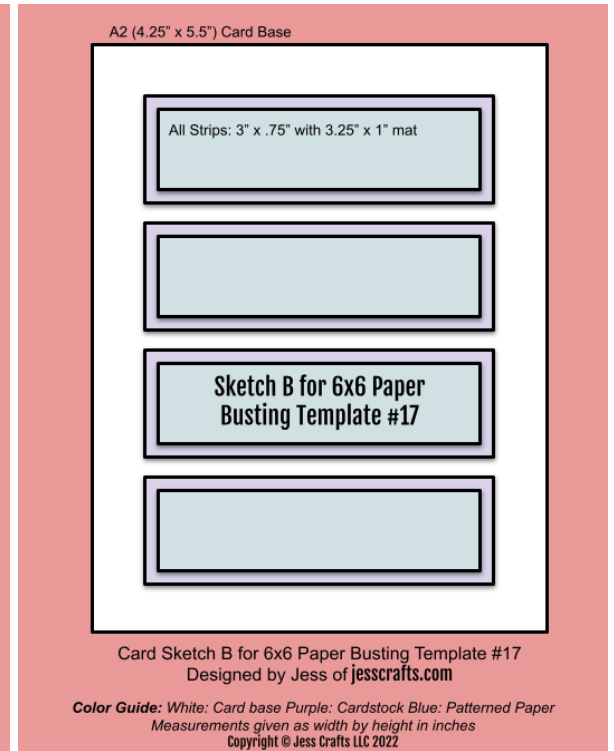 A2 (4.25” x 5.5”) Card Base
All Strips: 3” x .75” with 3.25” x 1” mat
Sketch B for 6x6 Paper
Busting Template #17
Card Sketch B for 6x6 Paper Busting Template #17
Designed by Jess of jesscrafts.com
Color Guide: White: Card base Purple: Cardstock Blue: Patterned Paper
Measurements given as width by height in inches
Copyright © Jess Crafts LLC 2022